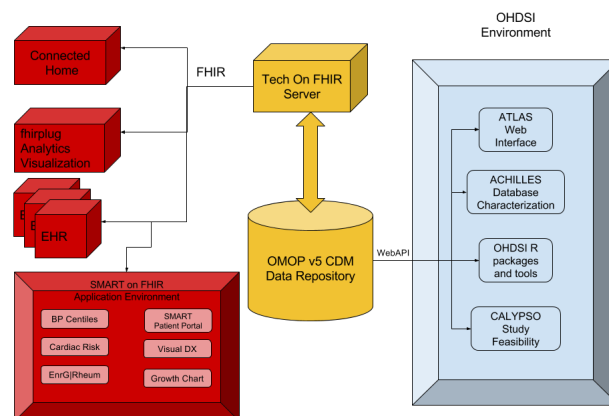 OHDSI
Environment
Connected
Home
FHIR
Tech On FHIR
Server
fhirplug
Analytics
Visualization
EHR
ATLAS
Web
Interface
ACHILLES
Database
Characterization
OMOP v5 CDM
Data Repository
WebAPI
OHDSI R
packages
and tools
CALYPSO
Study
Feasibility
SMART on FHIR
Application Environment
BP Centiles
SMART
Patient Portal
Cardiac Risk
Visual DX
EnrG|Rheum
Growth Chart